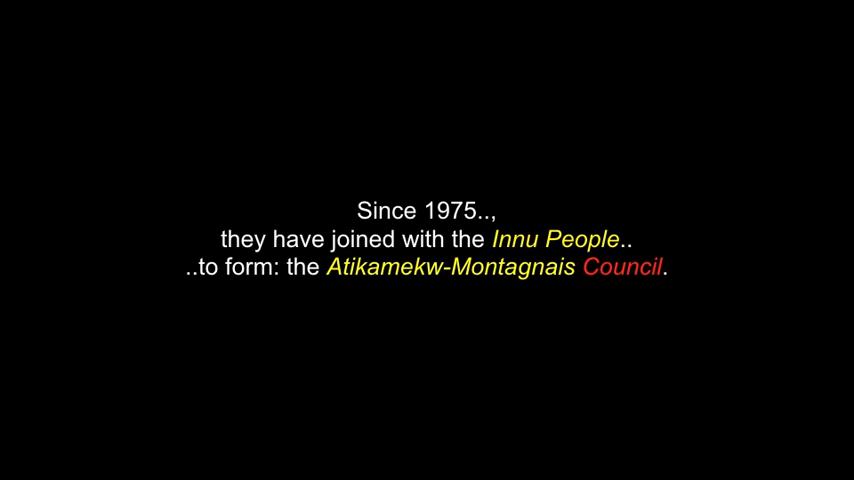 Since 1975..,
they have joined with the Innu People..
..to form: the Atikamekw-Montagnais Council.